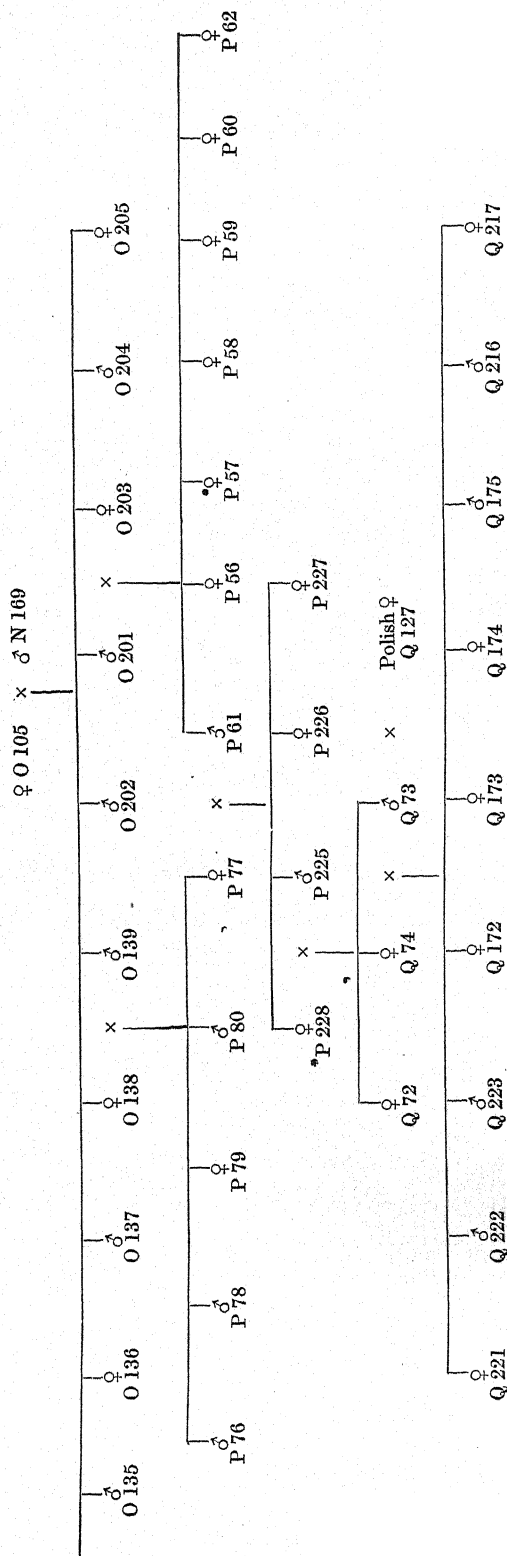 ♀ O 105 × ♂ N 169
♂ O 135 ♀ O 136 ♂ O 137 ♀ O 138 × ♂ O 139 ♂ O 202 ♂ O 201 × ♀ O 203 ♂ O 204 ♀ O 205
♂ P 76 ♂ P 78 ♀ P 79 ♂ P 80 ♀ P 77 × ♂ P 61 ♀ P 56 ♀ P 57 ♀ P 58 ♀ P 59 ♀ P 60 ♀ P 62
♀ P 228 × ♂ P 225 ♀ P 226 ♀ P 227
♀ Q 72 ♀ Q 74 × ♂ Q 73 × Polish ♀
Q 127
♀ Q 221 ♂ Q 222 ♂ Q 223 ♀ Q 172 ♀ Q 173 ♀ Q 174 ♂ Q 175 ♂ Q 216 ♀ Q 217